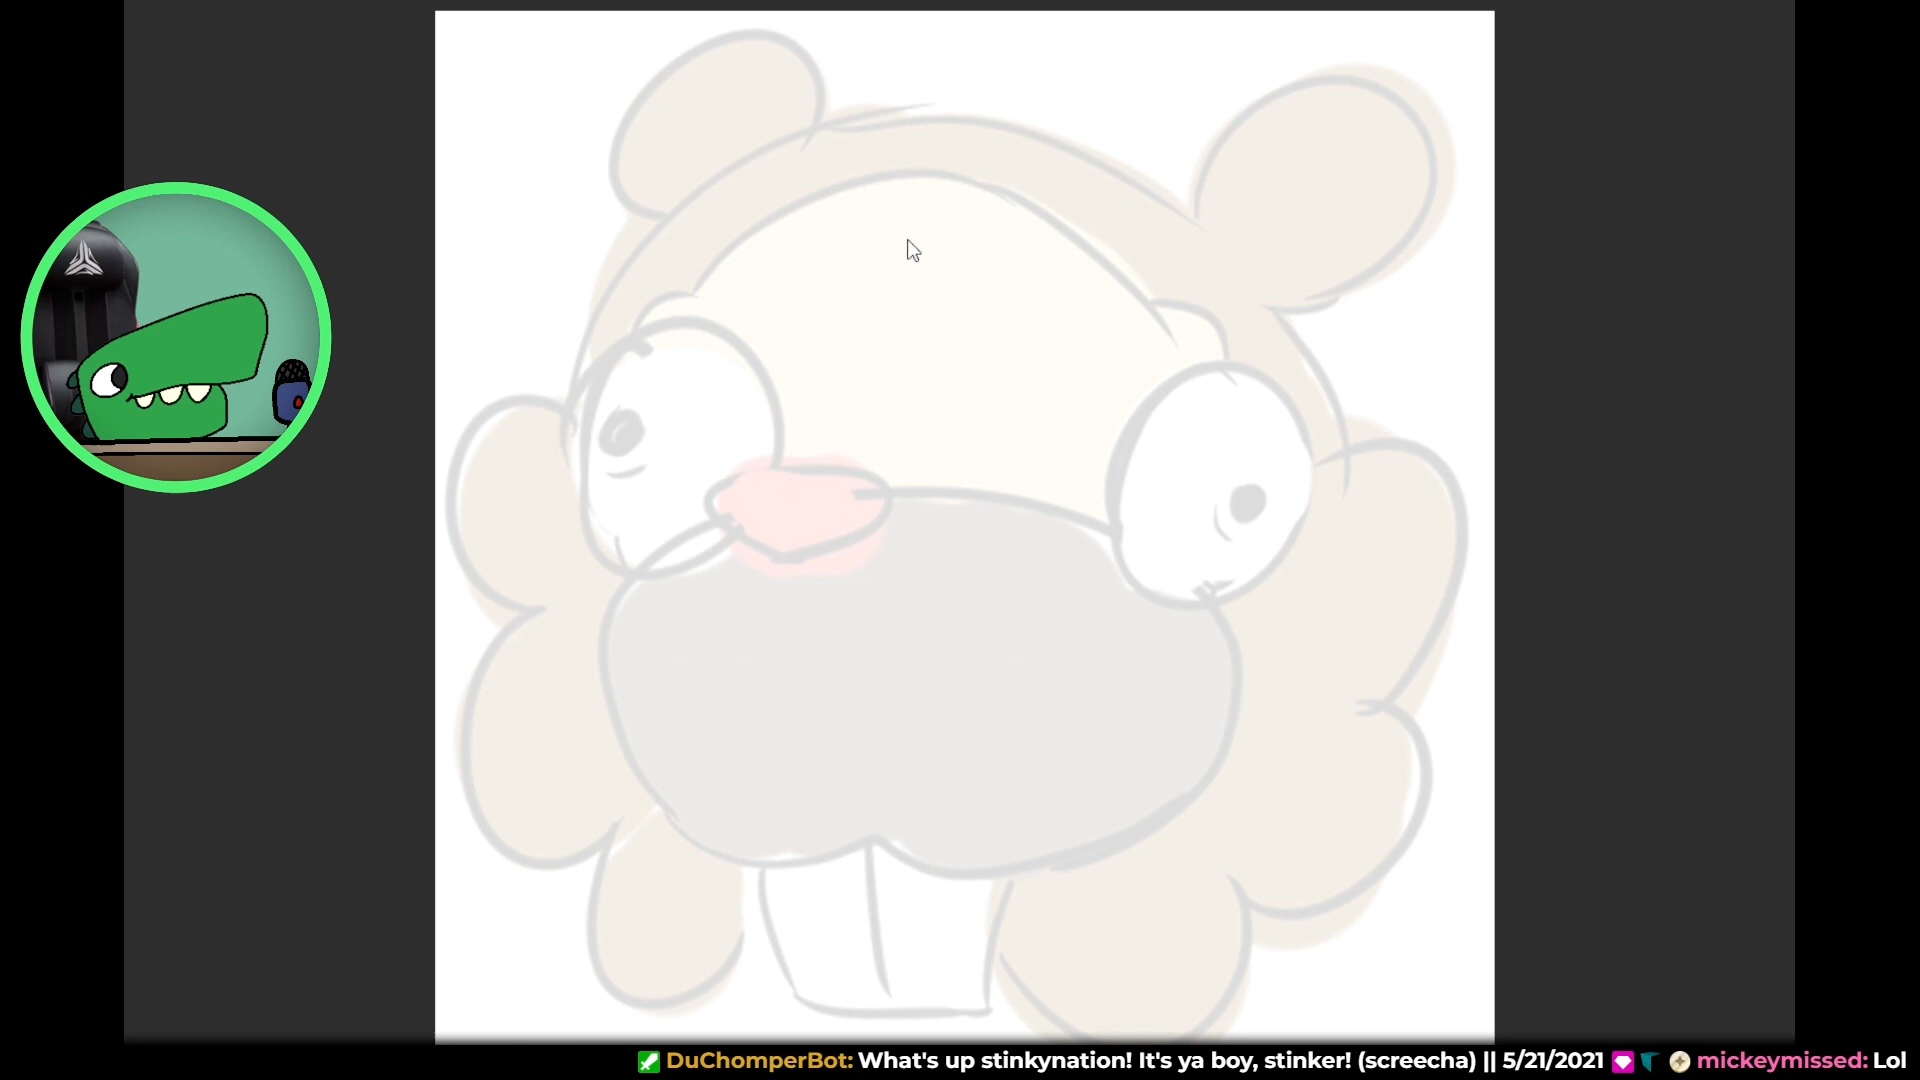 DuChomperBot: What's up stinkynation! It's ya boy, stinker! (screecha) || 5/21/2021 mickeymissed: Lol